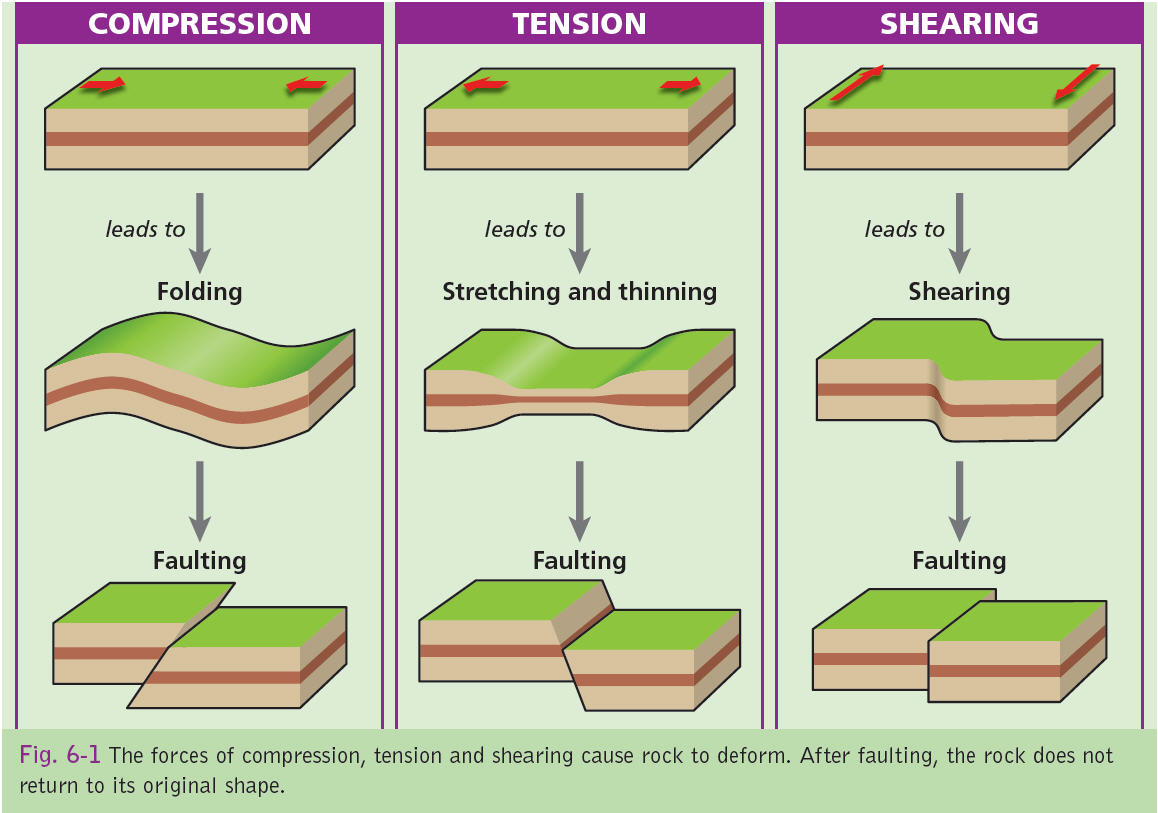 COMPRESSION
leads to
Folding
Faulting
TENSION
leads to
Stretching and thinning
Faulting
SHEARING
leads to
Shearing
Faulting
Fig. 6-1 The forces of compression, tension and shearing cause rock to deform. After faulting, the rock does not
return to its original shape.